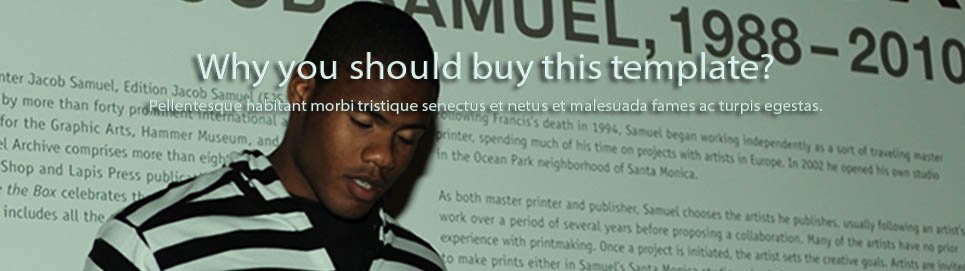 SAMUEL, 1988–2010
Why you should buy this template?
Pellentesque habitant morbi tristique senectus et netus et malesuada fames ac turpis egestas.
nter Jacob Samuel, Edition Jacob Samuel
by more than forty prominent international
for the Graphic Arts, Hammer Museum, and
el Archive comprises more than eigh
Shop and Lapis Press publica
the Box celebrates th
includes all the
ollowing Francis's death in 1994, Samuel began working independently as a sort of traveling master
printer, spending much of his time on projects with artists in Europe. In 2002 he opened his own studio
in the Ocean Park neighborhood of Santa Monica.
As both master printer and publisher, Samuel chooses the artists he publishes, usually following an artist's
work over a period of several years before proposing a collaboration. Many of the artists have no prior
experience with printmaking. Once a project is initiated, the artist sets the creative goals. Artists are invited
to make prints either in Samuel's Santa Monica